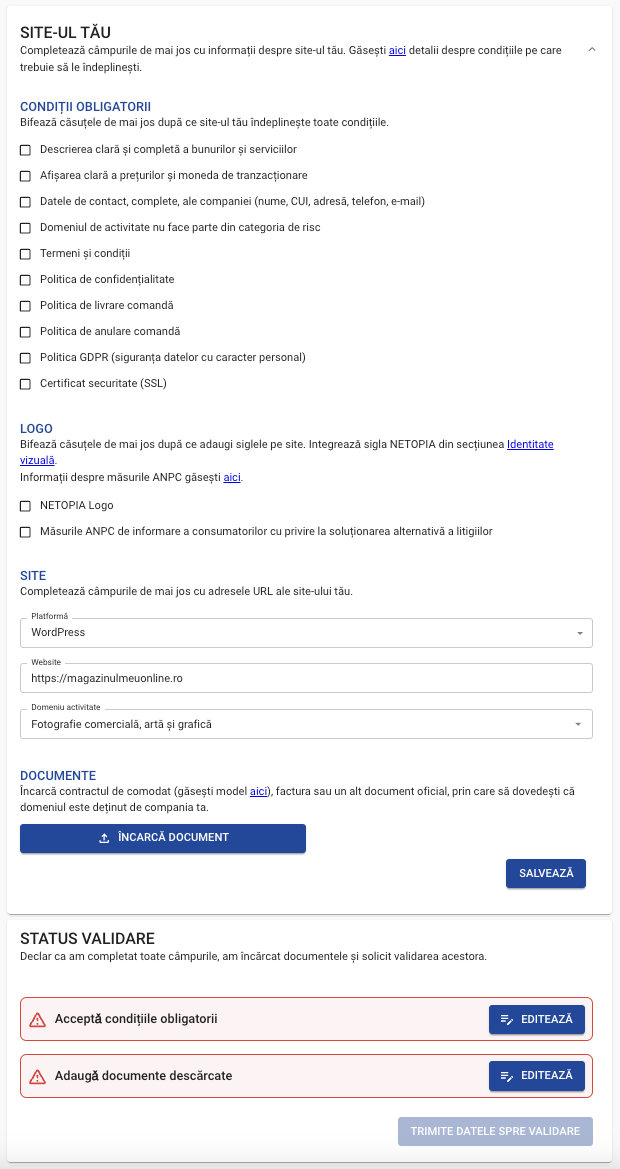 SITE-UL TĂU
Completează câmpurile de mai jos cu informații despre site-ul tău. Găsești aici detalii despre condițiile pe care
trebuie să le îndeplinești.
CONDIȚII OBLIGATORII
Bifează căsuțele de mai jos după ce site-ul tău îndeplinește toate condițiile.
Descrierea clară și completă a bunurilor și serviciilor
Afișarea clară a prețurilor și moneda de tranzacționare
Datele de contact, complete, ale companiei (nume, CUI, adresă, telefon, e-mail)
Domeniul de activitate nu face parte din categoria de risc
Termeni și condiții
Politica de confidențialitate
Politica de livrare comandă
Politica de anulare comandă
Politica GDPR (siguranța datelor cu caracter personal)
Certificat securitate (SSL)
LOGO
Bifează căsuțele de mai jos după ce adaugi siglele pe site. Integrează sigla NETOPIA din secțiunea Identitate
vizuală.
Informații despre măsurile ANPC găsești aici.
NETOPIA Logo
Măsurile ANPC de informare a consumatorilor cu privire la soluționarea alternativă a litigiilor
SITE
Completează câmpurile de mai jos cu adresele URL ale site-ului tău.
Platformă
WordPress
Website
https://magazinulmeuonline.ro
Domeniu activitate
Fotografie comercială, artă și grafică
DOCUMENTE
Încarcă contractul de comodat (găsești model aici), factura sau un alt document oficial, prin care să dovedești că
domeniul este deținut de compania ta.
ÎNCARCĂ DOCUMENT
SALVEAZĂ
STATUS VALIDARE
Declar ca am completat toate câmpurile, am încărcat documentele și solicit validarea acestora.
Acceptă condițiile obligatorii
EDITEAZĂ
Adaugă documente descărcate
EDITEAZĂ
TRIMITE DATELE SPRE VALIDARE